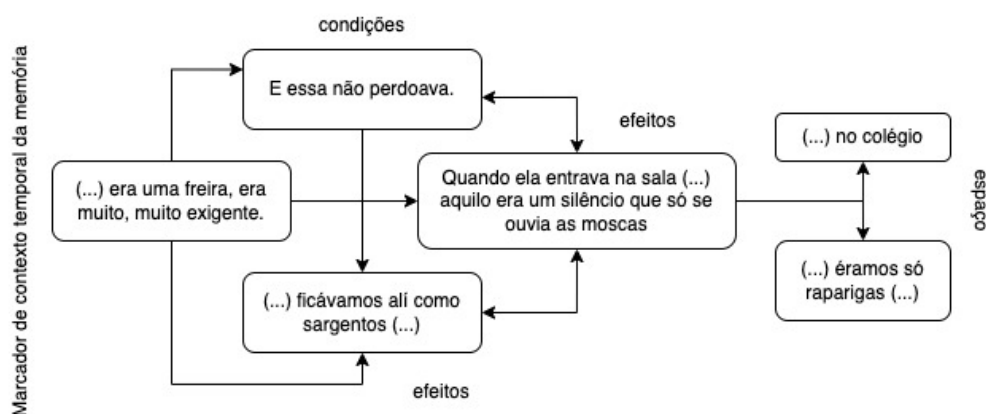 condições
E essa não perdoava.
efeitos
(...) no colégio
Marcador de contexto temporal da memória
(...) era uma freira, era
muito, muito exigente.
Quando ela entrava na sala (...)
aquilo era um silêncio que só se
ouvia as moscas
espaço
(...) ficávamos alí como
sargentos (...)
(...) éramos só
raparigas (...)
efeitos